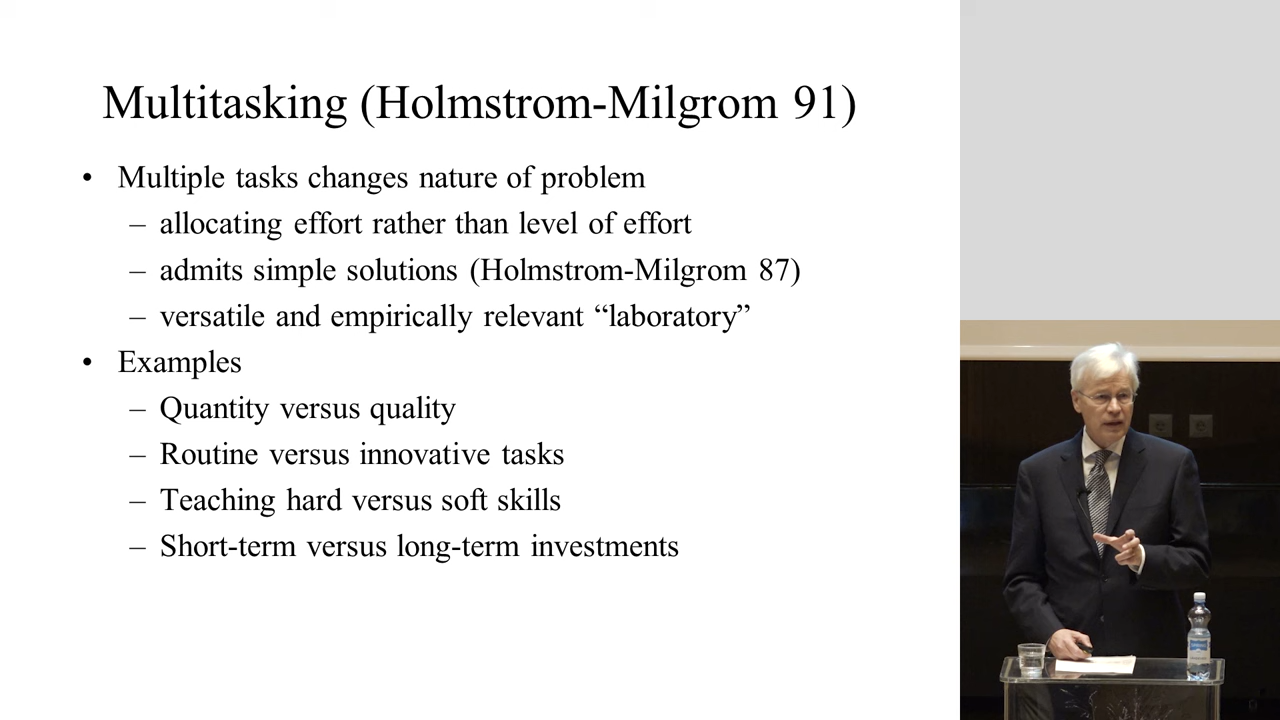 Multitasking (Holmstrom-Milgrom 91)
• Multiple tasks changes nature of problem
– allocating effort rather than level of effort
– admits simple solutions (Holmstrom-Milgrom 87)
– versatile and empirically relevant “laboratory”
• Examples
– Quantity versus quality
– Routine versus innovative tasks
– Teaching hard versus soft skills
– Short-term versus long-term investments